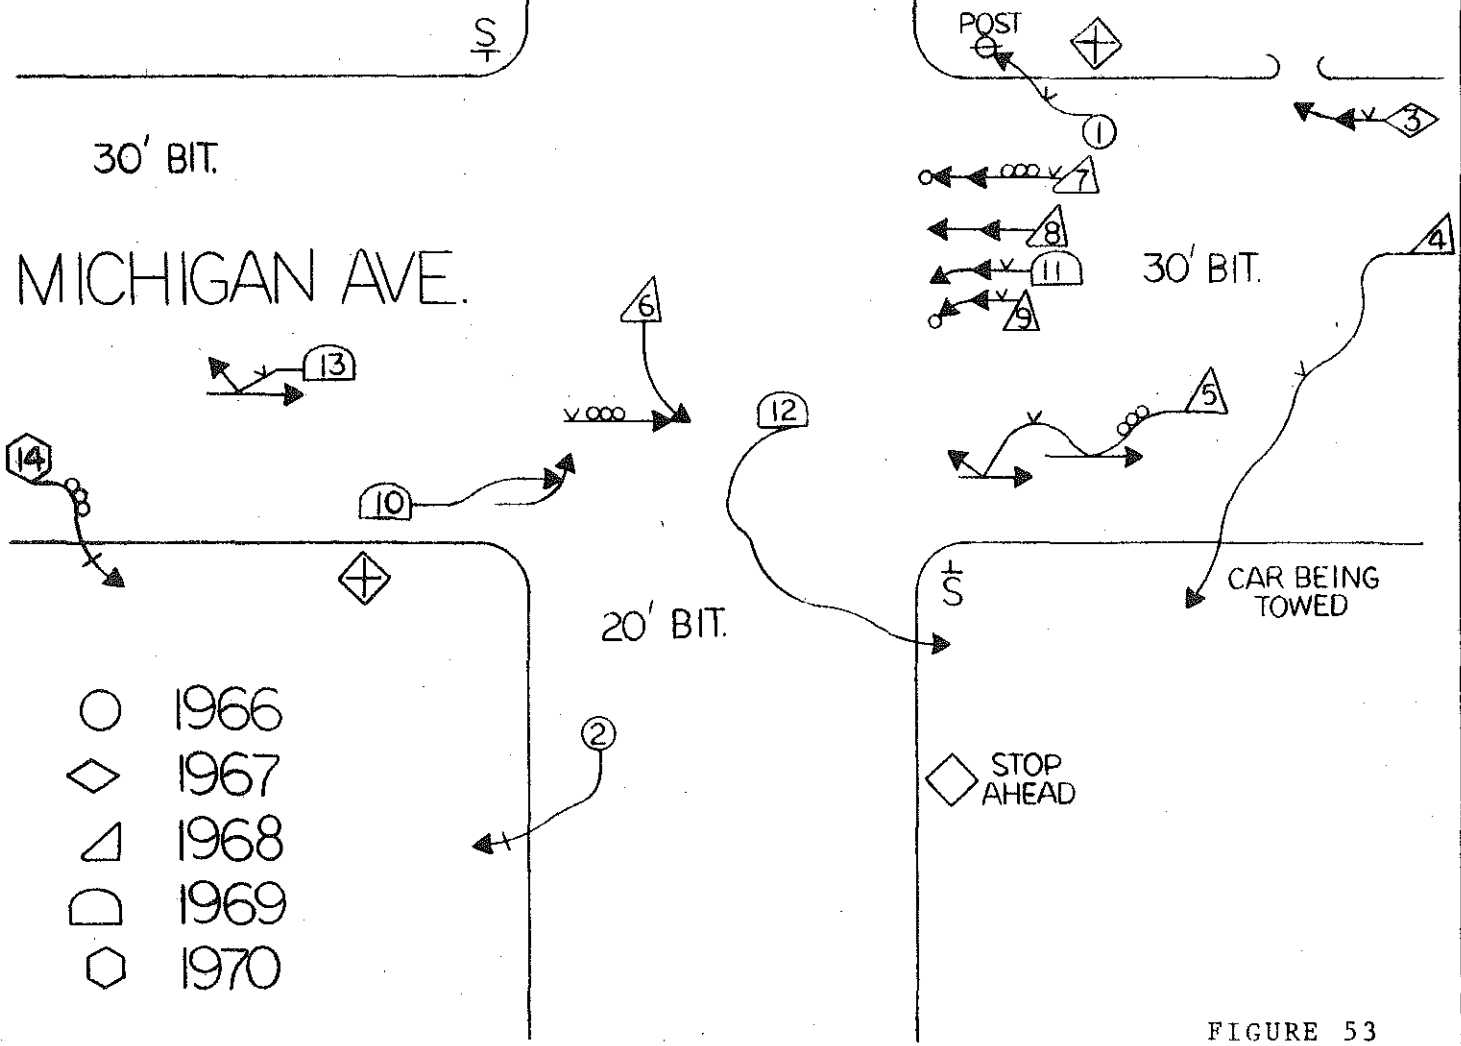 S
POST
1
3
30' BIT.
7
8
4
MICHIGAN AVE.
11
30' BIT.
6
9
13
5
12
14
10
S
CAR BEING
TOWED
20' BIT.
1966
2
1967
STOP
AHEAD
1968
1969
1970
FIGURE 53